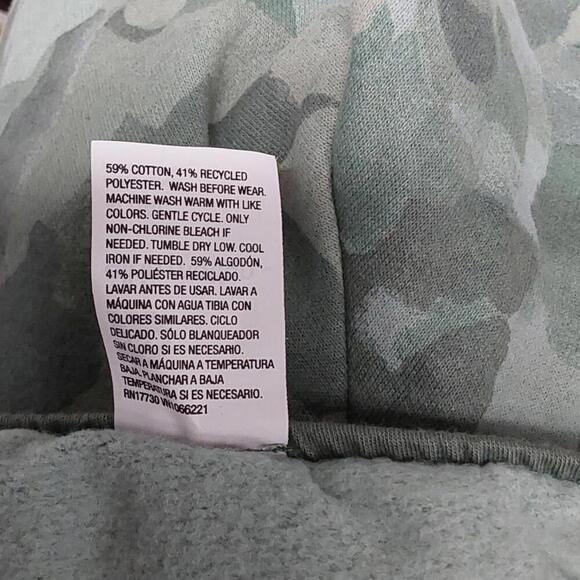 59% COTTON, 41% RECYCLED
POLYESTER. WASH BEFORE WEAR.
MACHINE WASH WARM WITH LIKE
COLORS. GENTLE CYCLE. ONLY
NON-CHLORINE BLEACH IF
NEEDED. TUMBLE DRY LOW. COOL
IRON IF NEEDED. 59% ALGODÓN,
41% POLIÉSTER RECICLADO.
LAVAR ANTES DE USAR. LAVAR A
MÁQUINA CON AGUA TIBIA CON
COLORES SIMILARES. CICLO
DELICADO. SÓLO BLANQUEADOR
SIN CLORO SI ES NECESARIO.
SECAR A MÁQUINA A TEMPERATURA
BAJA. PLANCHAR A BAJA
TEMPERATURA SI ES NECESARIO.
RN17730 VN1066221